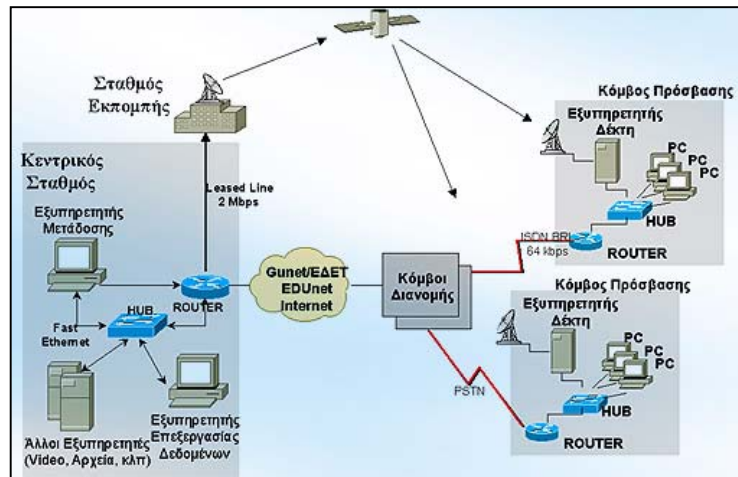 Σταθμός
Εκπομπής
Κεντρικός
Σταθμός
Εξυπηρετητής
Μετάδοσης
Leased Line
2 Mbps
ROUTER
HUB
Fast
Ethernet
Άλλοι Εξυπηρετητές
(Video, Αρχεία, κλπ)
Εξυπηρετητής
Επεξεργασίας
Δεδομένων
Gunet/ΕΔΕΤ
EDUnet
Internet
Κόμβοι
Διανομής
ISDN BRI
64 kbps
PSTN
Κόμβος Πρόσβασης
Εξυπηρετητής
Δέκτη
PC
PC
PC
HUB
ROUTER
Κόμβος Πρόσβασης
Εξυπηρετητής
Δέκτη
PC
PC
PC
HUB
ROUTER